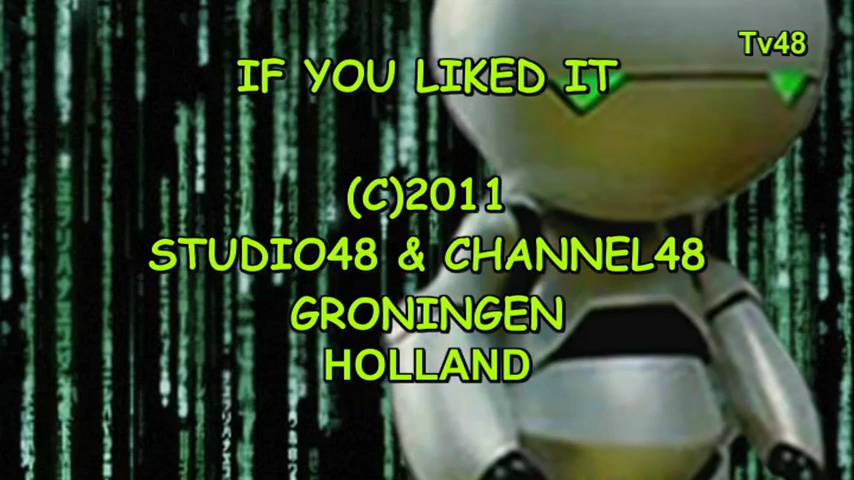 Tv48
IF YOU LIKED IT
(C)2011
STUDIO48 & CHANNEL48
GRONINGEN
HOLLAND